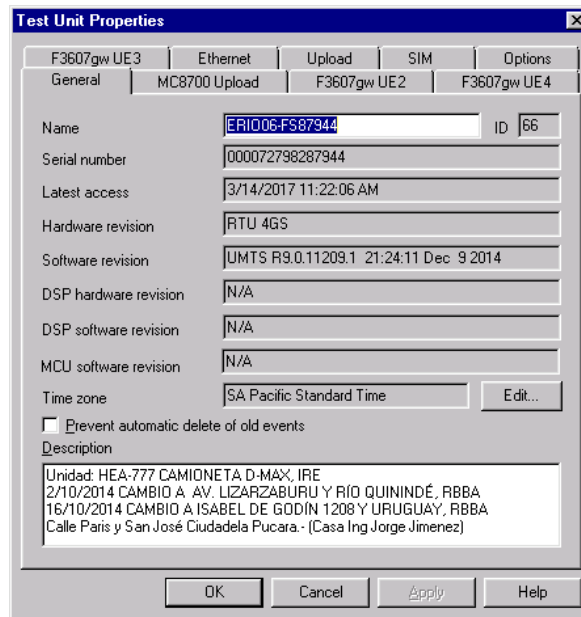 Test Unit Properties
F3607gw UE3 Ethernet Upload SIM Options
General MC8700 Upload F3607gw UE2 F3607gw UE4
Name ERIO06-FS87944 ID 66
Serial number 000072798287944
Latest access 3/14/2017 11:22:06 AM
Hardware revision RTU 4GS
Software revision UMTS R9.0.11209.1 21:24:11 Dec 9 2014
DSP hardware revision N/A
DSP software revision N/A
MCU software revision N/A
Time zone SA Pacific Standard Time Edit...
Prevent automatic delete of old events
Description
Unidad: HEA-777 CAMIONETA D-MAX, IRE
2/10/2014 CAMBIO A AV. LIZARZABURU Y RÍO QUININDÉ, RBBA
16/10/2014 CAMBIO A ISABEL DE GODÍN 1208 Y URUGUAY, RBBA
Calle Paris y San José Ciudadela Pucara.- (Casa Ing Jorge Jimenez)
OK Cancel Apply Help